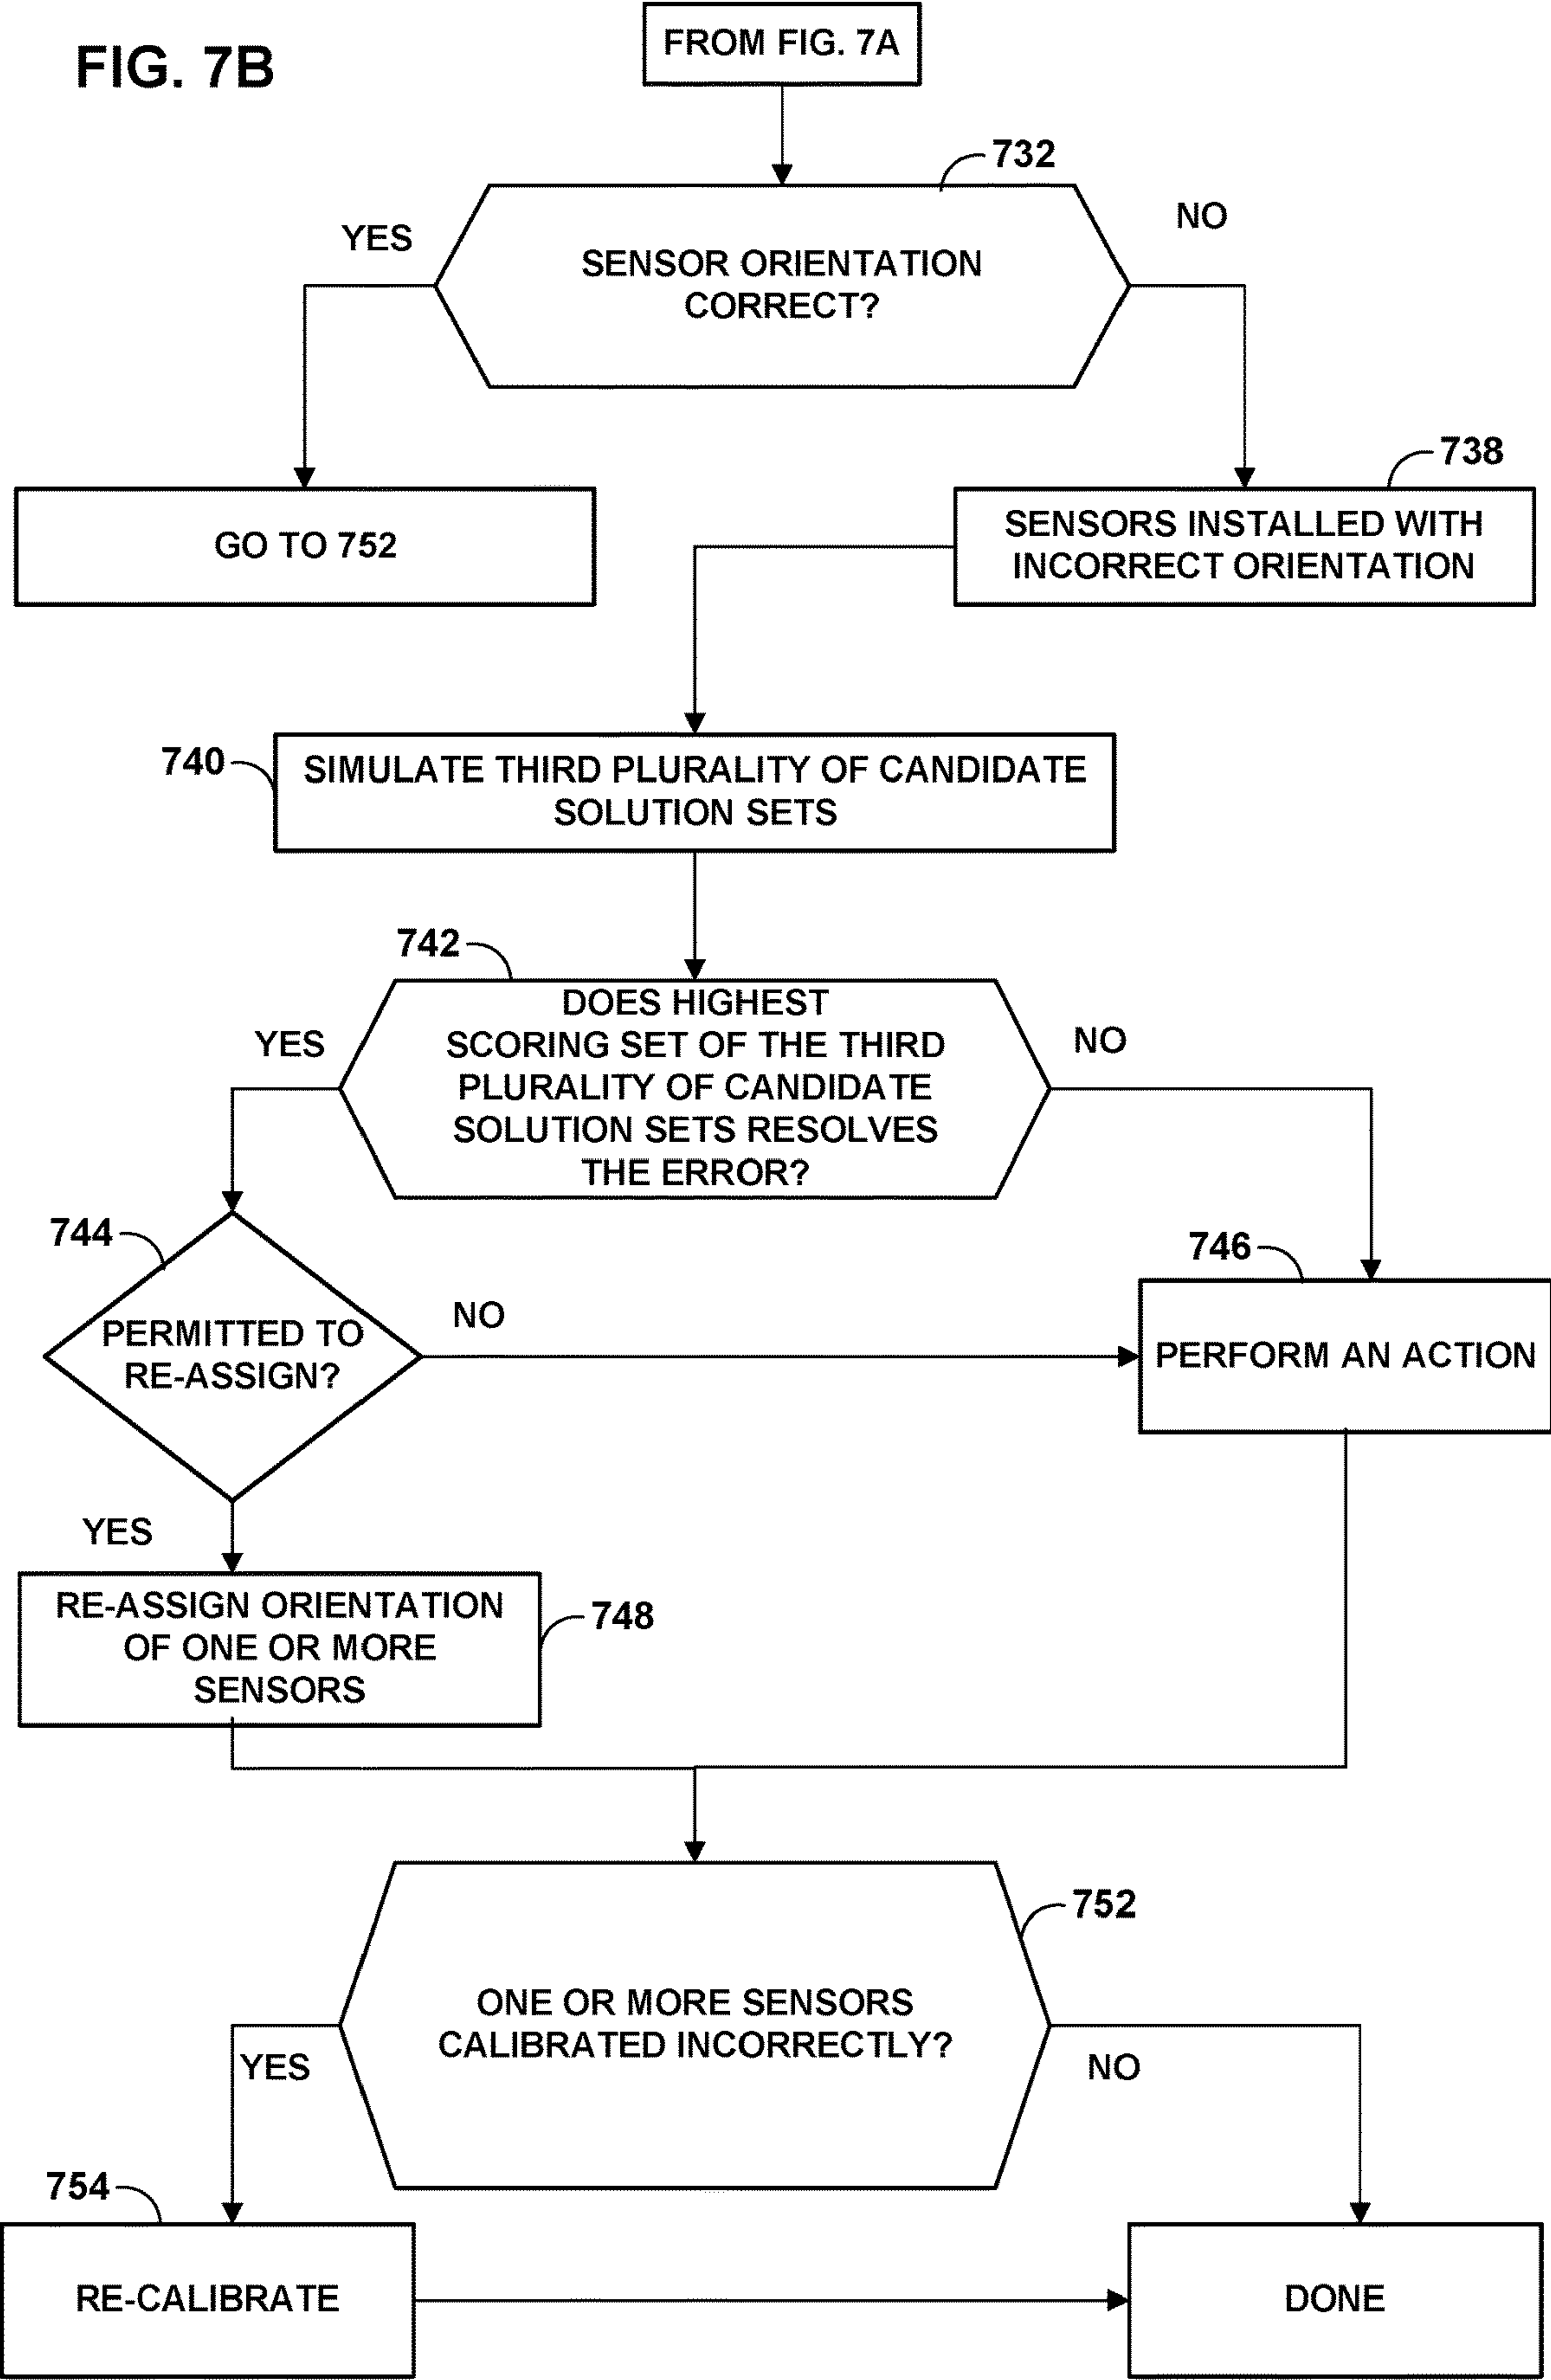 FIG. 7B
FROM FIG. 7A
732
YES
NO
SENSOR ORIENTATION
CORRECT?
738
GO TO 752
SENSORS INSTALLED WITH
INCORRECT ORIENTATION
740
SIMULATE THIRD PLURALITY OF CANDIDATE
SOLUTION SETS
742
YES
NO
DOES HIGHEST
SCORING SET OF THE THIRD
PLURALITY OF CANDIDATE
SOLUTION SETS RESOLVES
THE ERROR?
744
746
PERMITTED TO
RE-ASSIGN?
NO
PERFORM AN ACTION
YES
RE-ASSIGN ORIENTATION
OF ONE OR MORE
SENSORS
748
752
ONE OR MORE SENSORS
CALIBRATED INCORRECTLY?
YES
NO
754
RE-CALIBRATE
DONE